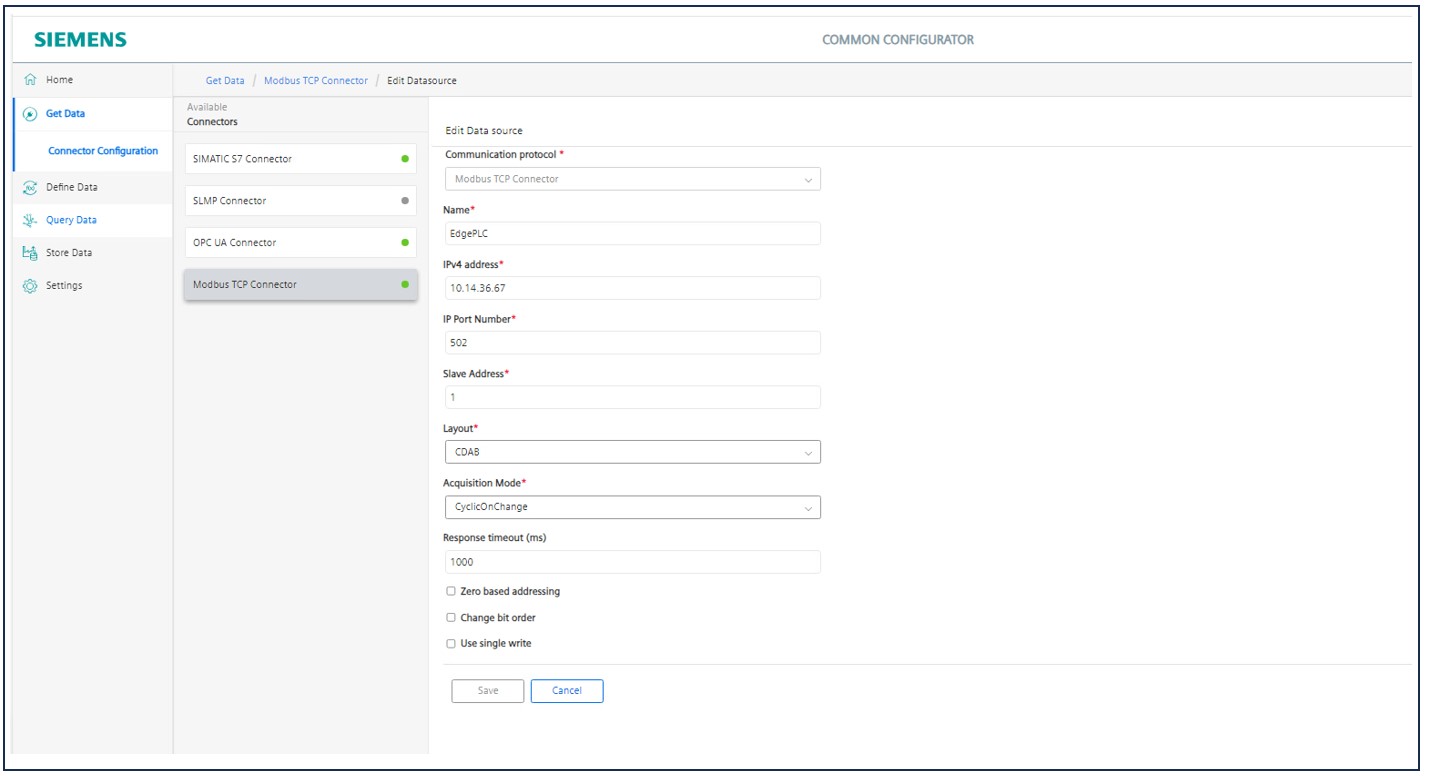 SIEMENS
COMMON CONFIGURATOR
Home
Get Data
Connector Configuration
Define Data
Query Data
Store Data
Settings
Get Data / Modbus TCP Connector / Edit Datasource
Available
Connectors
SIMATIC S7 Connector
SLMP Connector
OPC UA Connector
Modbus TCP Connector
Edit Data source
Communication protocol *
Modbus TCP Connector
Name*
EdgePLC
IPv4 address*
10.14.36.67
IP Port Number*
502
Slave Address*
1
Layout*
CDAB
Acquisition Mode*
CyclicOnChange
Response timeout (ms)
1000
Zero based addressing
Change bit order
Use single write
Save
Cancel